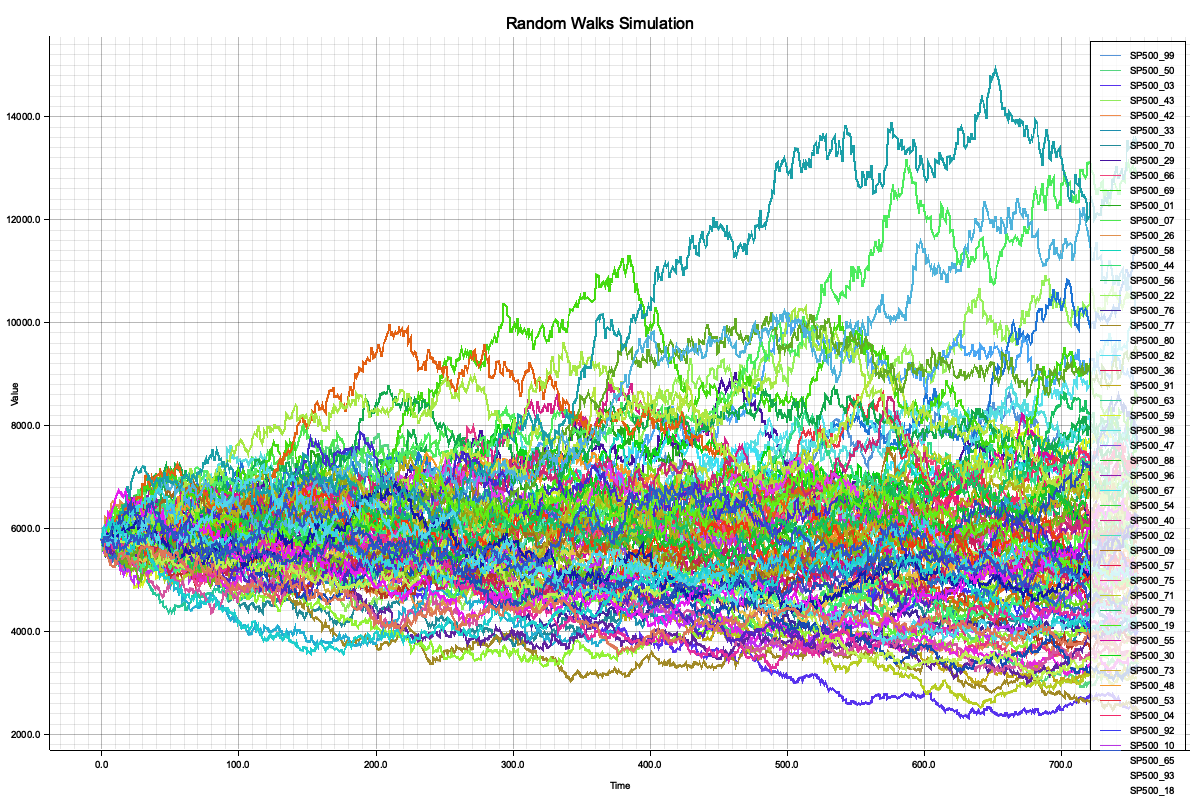 Random Walks Simulation
14000.0
12000.0
10000.0
8000.0
6000.0
4000.0
2000.0
Value
0.0
100.0
200.0
300.0
400.0
500.0
600.0
700.0
Time
SP500_99
SP500_50
SP500_03
SP500_43
SP500_42
SP500_33
SP500_70
SP500_29
SP500_66
SP500_69
SP500_01
SP500_07
SP500_26
SP500_58
SP500_44
SP500_56
SP500_22
SP500_76
SP500_77
SP500_80
SP500_82
SP500_36
SP500_91
SP500_63
SP500_59
SP500_98
SP500_47
SP500_88
SP500_96
SP500_67
SP500_54
SP500_40
SP500_02
SP500_09
SP500_57
SP500_75
SP500_71
SP500_79
SP500_19
SP500_55
SP500_30
SP500_73
SP500_48
SP500_53
SP500_04
SP500_92
SP500_10
SP500_65
SP500_93
SP500_18